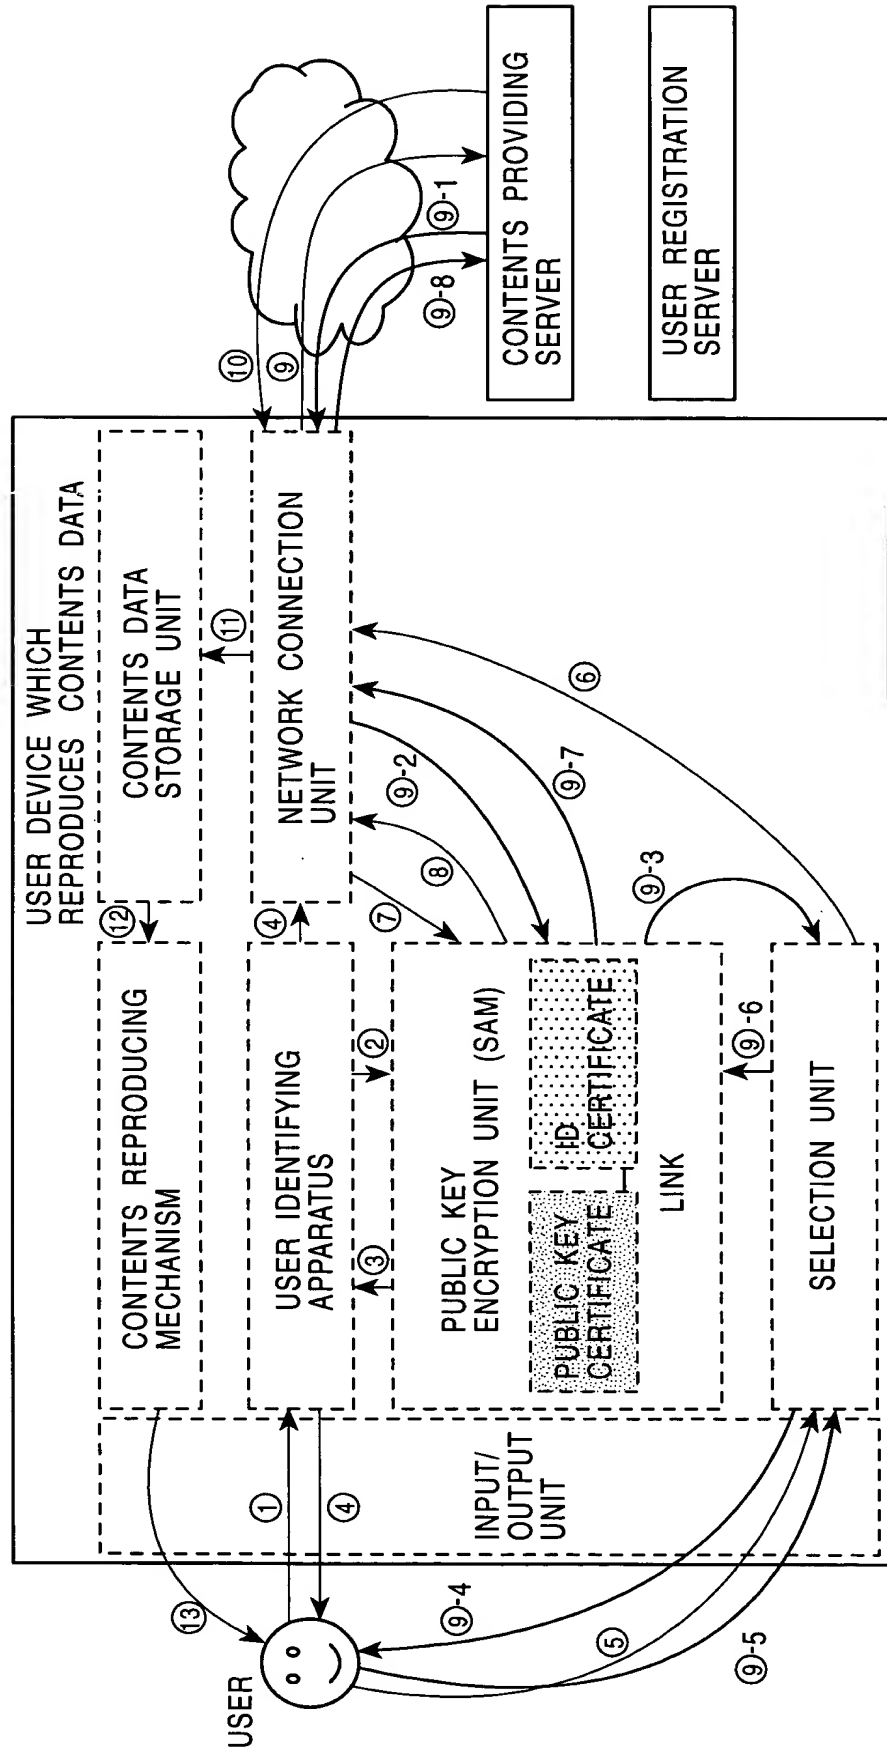 USER DEVICE WHICH
REPRODUCES CONTENTS DATA
CONTENTS REPRODUCING
MECHANISM
⑫
CONTENTS DATA
STORAGE UNIT
⑬
⑪
⑩
USER
①
④
USER IDENTIFYING
APPARATUS
④
NETWORK CONNECTION
UNIT
⑨
③
②
⑦
⑧
⑨-2
⑨-1
⑨-8
INPUT/
OUTPUT
UNIT
PUBLIC KEY
ENCRYPTION UNIT (SAM)
PUBLIC KEY
CERTIFICATE
ID
CERTIFICATE
LINK
⑨-7
⑥
⑨-3
CONTENTS PROVIDING
SERVER
⑨-4
⑤
⑨-5
⑨-6
SELECTION UNIT
USER REGISTRATION
SERVER